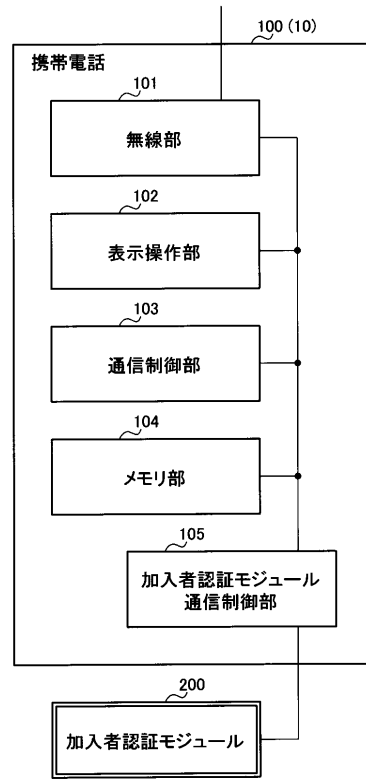 100 (10)
携帯電話
101
無線部
102
表示操作部
103
通信制御部
104
メモリ部
105
加入者認証モジュール
通信制御部
200
加入者認証モジュール